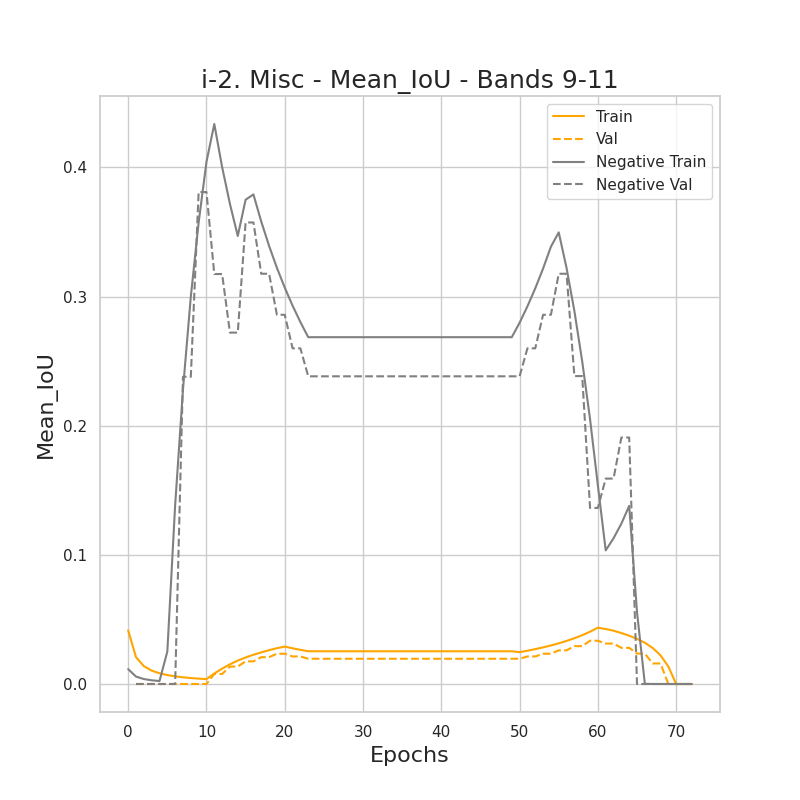 i-2. Misc - Mean_IoU - Bands 9-11
Train
Val
Negative Train
Negative Val
Mean_IoU
0.4
0.3
0.2
0.1
0.0
0 10 20 30 40 50 60 70
Epochs